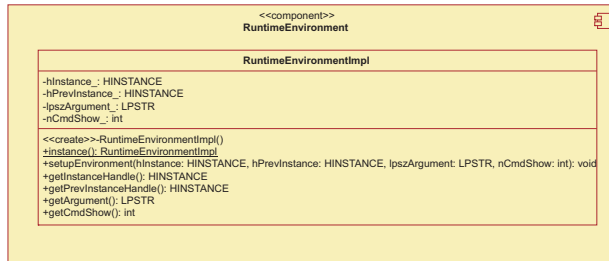 <<component>>
RuntimeEnvironment
RuntimeEnvironmentImpl
-hInstance_: HINSTANCE
-hPrevInstance_: HINSTANCE
-lpszArgument_: LPSTR
-nCmdShow_: int
<<create>>-RuntimeEnvironmentImpl()
+instance(): RuntimeEnvironmentImpl
+setupEnvironment(hInstance: HINSTANCE, hPrevInstance: HINSTANCE, lpszArgument: LPSTR, nCmdShow: int): void
+getInstanceHandle(): HINSTANCE
+getPrevInstanceHandle(): HINSTANCE
+getArgument(): LPSTR
+getCmdShow(): int